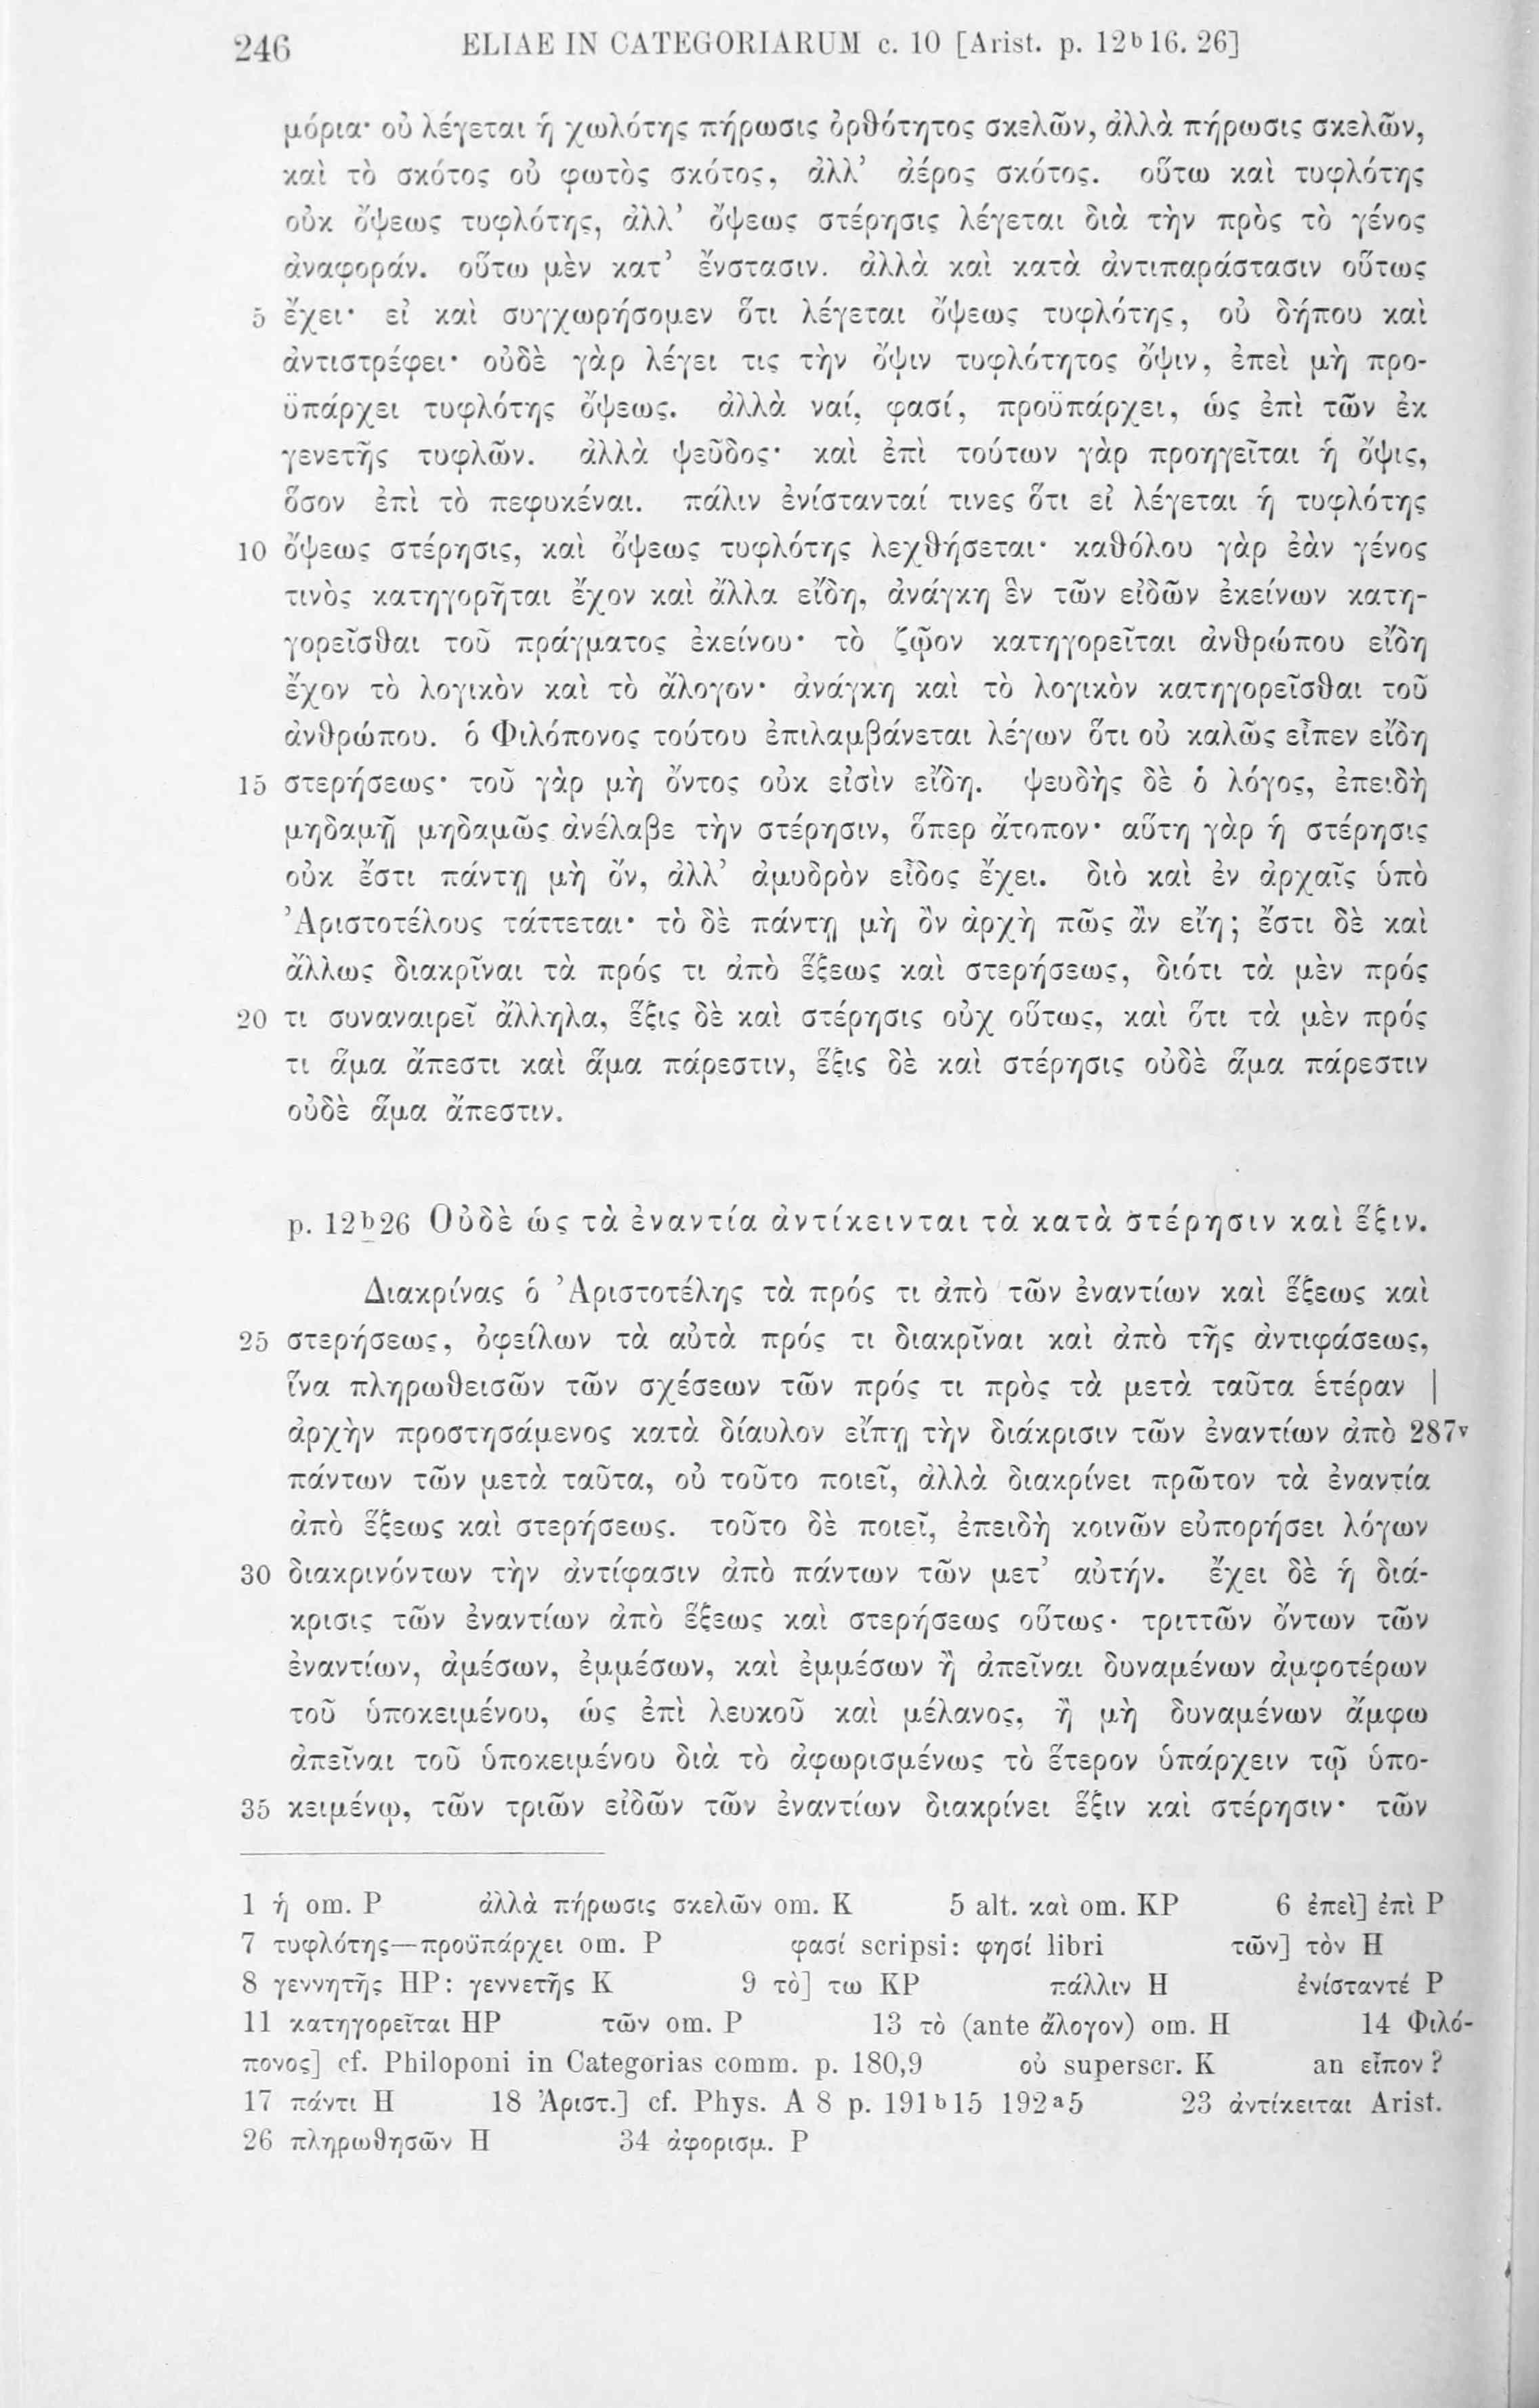 246 ELIAE IN CATEGORIARUM c. 10 [Arist. p. 12b 16. 26]
μόρια· οὐ λέγεται ἡ χωλότης πήρωσις ὀρθότητος σκελῶν, ἀλλὰ πήρωσις σκελῶν,
καὶ τὸ σκότος οὐ φωτὸς σκότος, ἀλλ’ ἀέρος σκότος. οὕτω καὶ τυφλότης
οὐκ ὄψεως τυφλότης, ἀλλ’ ὄψεως στέρησις λέγεται διὰ τὴν πρὸς τὸ γένος
ἀναφοράν. οὕτω μὲν κατ’ ἔνστασιν. ἀλλὰ καὶ κατὰ ἀντιπαράστασιν οὕτως
5 ἔχει· εἰ καὶ συγχωρήσομεν ὅτι λέγεται ὄψεως τυφλότης, οὐ δήπου καὶ
ἀντιστρέφει· οὐδὲ γὰρ λέγει τις τὴν ὄψιν τυφλότητος ὄψιν, ἐπεὶ μὴ προ-
ϋπάρχει τυφλότης ὄψεως. ἀλλὰ ναί, φασί, προϋπάρχει, ὡς ἐπὶ τῶν ἐκ
γενετῆς τυφλῶν. ἀλλὰ ψεῦδος· καὶ ἐπὶ τούτων γὰρ προηγεῖται ἡ ὄψις,
ὅσον ἐπὶ τὸ πεφυκέναι. πάλιν ἐνίστανταί τινες ὅτι εἰ λέγεται ἡ τυφλότης
10 ὄψεως στέρησις, καὶ ὄψεως τυφλότης λεχθήσεται· καθόλου γὰρ ἐὰν γένος
τινὸς κατηγορῆται ἔχον καὶ ἄλλα εἴδη, ἀνάγκη ἓν τῶν εἰδῶν ἐκείνων κατη-
γορεῖσθαι τοῦ πράγματος ἐκείνου· τὸ ζῷον κατηγορεῖται ἀνθρώπου εἴδη
ἔχον τὸ λογικὸν καὶ τὸ ἄλογον· ἀνάγκη καὶ τὸ λογικὸν κατηγορεῖσθαι τοῦ
ἀνθρώπου. ὁ Φιλόπονος τούτου ἐπιλαμβάνεται λέγων ὅτι οὐ καλῶς εἶπεν εἴδη
15 στερήσεως· τοῦ γὰρ μὴ ὄντος οὐκ εἰσὶν εἴδη. ψευδὴς δὲ ὁ λόγος, ἐπειδὴ
μηδαμῇ μηδαμῶς ἀνέλαβε τὴν στέρησιν, ὅπερ ἄτοπον· αὕτη γὰρ ἡ στέρησις
οὐκ ἔστι πάντῃ μὴ ὄν, ἀλλ’ ἀμυδρὸν εἶδος ἔχει. διὸ καὶ ἐν ἀρχαῖς ὑπὸ
Ἀριστοτέλους τάττεται· τὸ δὲ πάντῃ μὴ ὂν ἀρχὴ πῶς ἂν εἴη; ἔστι δὲ καὶ
ἄλλως διακρῖναι τὰ πρός τι ἀπὸ ἕξεως καὶ στερήσεως, διότι τὰ μὲν πρός
20 τι συναναιρεῖ ἄλληλα, ἕξις δὲ καὶ στέρησις οὐχ οὕτως, καὶ ὅτι τὰ μὲν πρός
τι ἅμα ἄπεστι καὶ ἅμα πάρεστιν, ἕξις δὲ καὶ στέρησις οὐδὲ ἅμα πάρεστιν
οὐδὲ ἅμα ἄπεστιν.
p. 12b26 Οὐδὲ ὡς τὰ ἐναντία ἀντίκεινται τὰ κατὰ στέρησιν καὶ ἕξιν.
Διακρίνας ὁ Ἀριστοτέλης τὰ πρός τι ἀπὸ τῶν ἐναντίων καὶ ἕξεως καὶ
25 στερήσεως, ὀφείλων τὰ αὐτὰ πρός τι διακρῖναι καὶ ἀπὸ τῆς ἀντιφάσεως,
ἵνα πληρωθεισῶν τῶν σχέσεων τῶν πρός τι πρὸς τὰ μετὰ ταῦτα ἑτέραν |
ἀρχὴν προστησάμενος κατὰ δίαυλον εἴπῃ τὴν διάκρισιν τῶν ἐναντίων ἀπὸ 287v
πάντων τῶν μετὰ ταῦτα, οὐ τοῦτο ποιεῖ, ἀλλὰ διακρίνει πρῶτον τὰ ἐναντία
ἀπὸ ἕξεως καὶ στερήσεως. τοῦτο δὲ ποιεῖ, ἐπειδὴ κοινῶν εὐπορήσει λόγων
30 διακρινόντων τὴν ἀντίφασιν ἀπὸ πάντων τῶν μετ’ αὐτήν. ἔχει δὲ ἡ διά-
κρισις τῶν ἐναντίων ἀπὸ ἕξεως καὶ στερήσεως οὕτως· τριττῶν ὄντων τῶν
ἐναντίων, ἀμέσων, ἐμμέσων, καὶ ἐμμέσων ἢ ἀπεῖναι δυναμένων ἀμφοτέρων
τοῦ ὑποκειμένου, ὡς ἐπὶ λευκοῦ καὶ μέλανος, ἢ μὴ δυναμένων ἄμφω
ἀπεῖναι τοῦ ὑποκειμένου διὰ τὸ ἀφωρισμένως τὸ ἕτερον ὑπάρχειν τῷ ὑπο-
35 κειμένῳ, τῶν τριῶν εἰδῶν τῶν ἐναντίων διακρίνει ἕξιν καὶ στέρησιν· τῶν
1 ἡ om. P ἀλλὰ πήρωσις σκελῶν om. K 5 alt. καὶ om. KP 6 ἐπεὶ] ἐπὶ P
7 τυφλότης—προϋπάρχει om. P φασί scripsi: φησί libri τῶν] τὸν H
8 γεννητῆς HP: γεννετῆς K 9 τὸ] τω KP πάλλιν H ἐνίσταντέ P
11 κατηγορεῖται HP τῶν om. P 13 τὸ (ante ἄλογον) om. H 14 Φιλό-
πονος] cf. Philoponi in Categorias comm. p. 180,9 οὐ superscr. K an εἶπον?
17 πάντι H 18 Ἀριστ.] cf. Phys. A 8 p. 191b15 192a5 23 ἀντίκειται Arist.
26 πληρωθησῶν H 34 ἀφορισμ. P